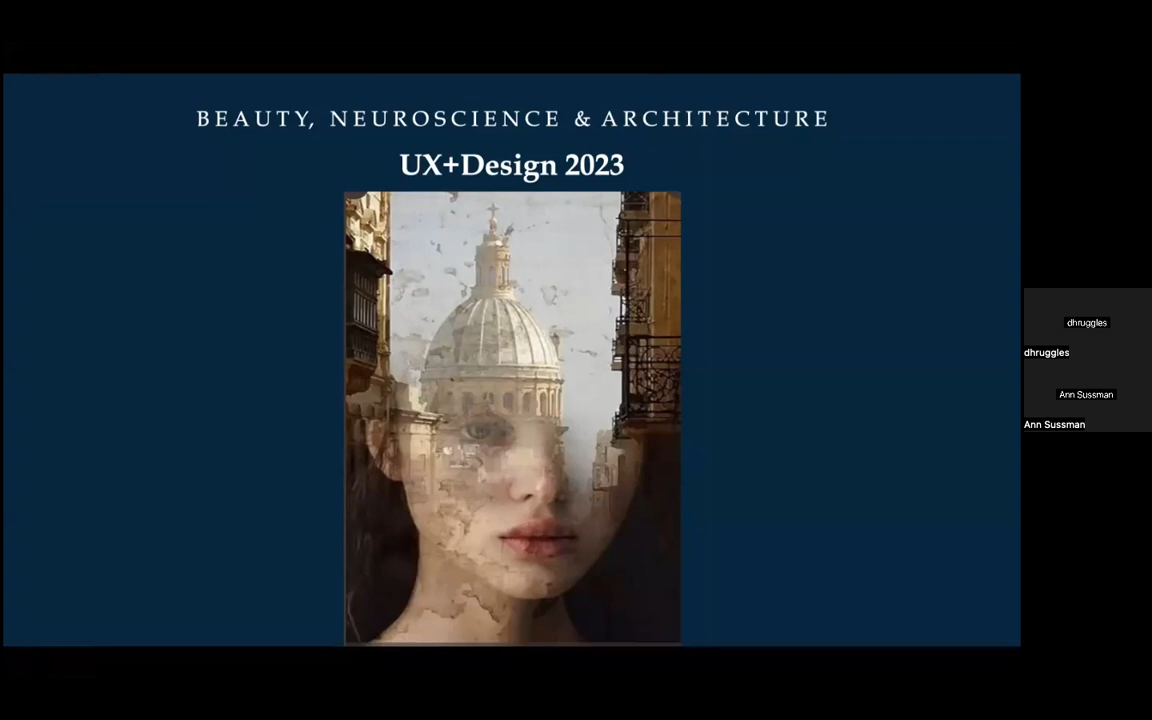 BEAUTY, NEUROSCIENCE & ARCHITECTURE
UX+Design 2023
dhruggles
dhruggles
Ann Sussman
Ann Sussman